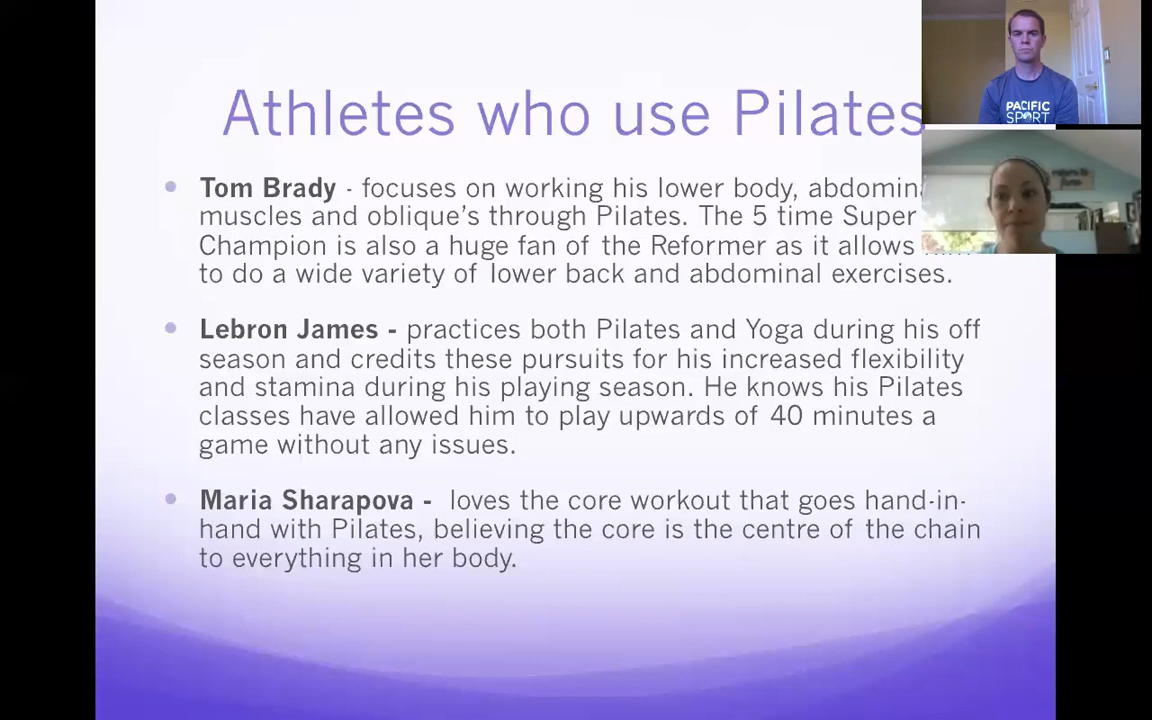 Athletes who use Pilates
Tom Brady - focuses on working his lower body,
muscles and oblique's through Pilates. The 5 time Super
Champion is also a huge fan of the Reformer as it allows
to do a wide variety of lower back and abdominal exercises.
Lebron James - practices both Pilates and Yoga during his off
season and credits these pursuits for his increased flexibility
and stamina during his playing season. He knows his Pilates
classes have allowed him to play upwards of 40 minutes a
game without any issues.
Maria Sharapova - loves the core workout that goes hand-in-
hand with Pilates, believing the core is the centre of the chain
to everything in her body.
PACIFIC
SPORT